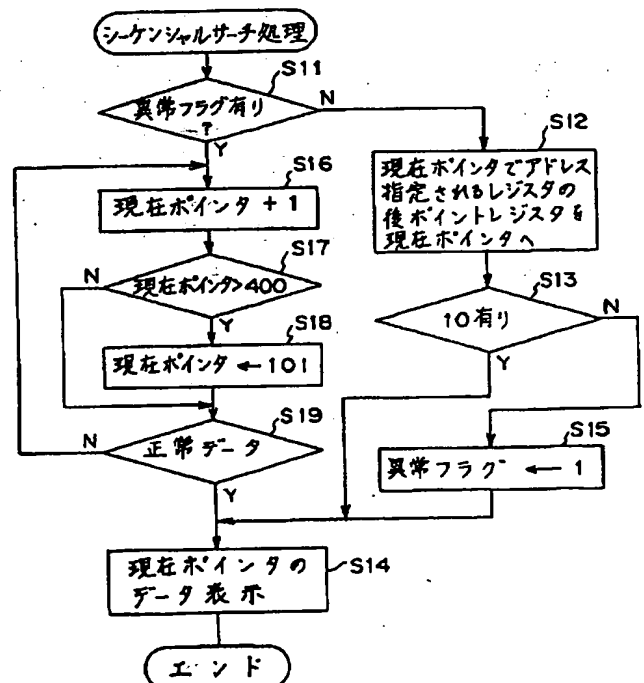 シーケンシャルサーチ処理
S11
異常フラグ有り
?
N
Y
S12
現在ポインタでアドレス
指定されるレジスタの
後ポイントレジスタを
現在ポインタへ
S16
現在ポインタ + 1
S17
現在ポインタ>400
N
Y
S13
10有り
N
Y
S18
現在ポインタ ← 101
S19
正常データ
N
Y
S15
異常フラグ ← 1
S14
現在ポインタの
データ表示
エンド